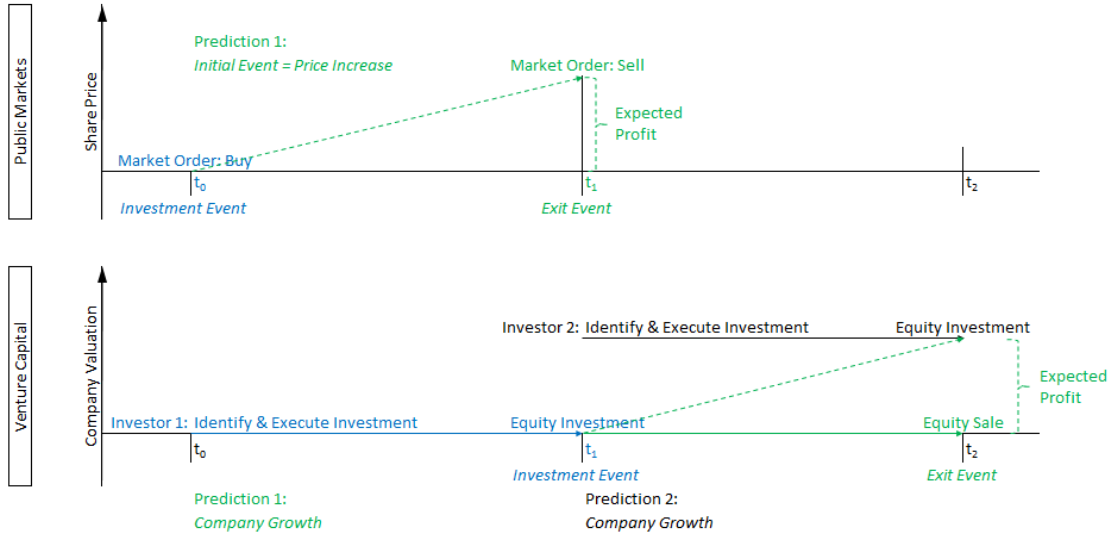 Public Markets
Share Price
Prediction 1:
Initial Event = Price Increase
Market Order: Sell
Expected
Profit
Market Order: Buy
t0
t1
t2
Investment Event
Exit Event
Venture Capital
Company Valuation
Investor 2: Identify & Execute Investment
Equity Investment
Expected
Profit
Investor 1: Identify & Execute Investment
Equity Investment
Equity Sale
t0
t1
t2
Investment Event
Exit Event
Prediction 1:
Company Growth
Prediction 2:
Company Growth